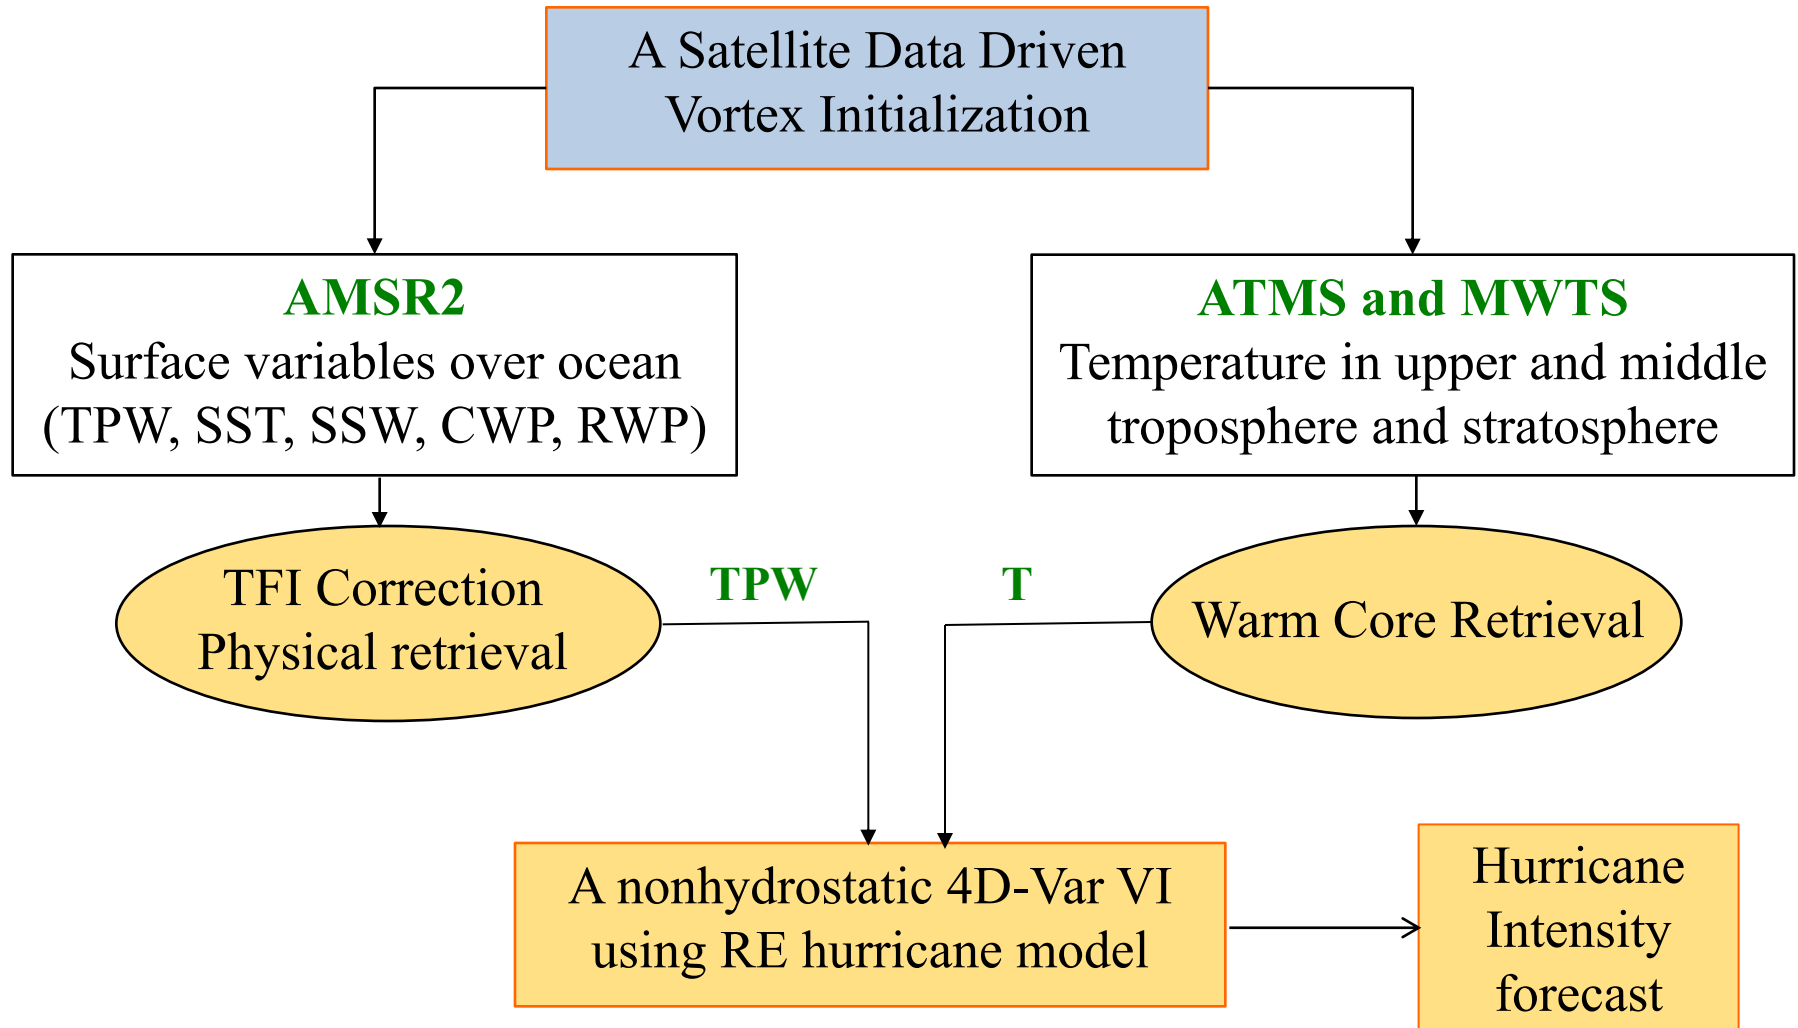 A Satellite Data Driven
Vortex Initialization
AMSR2
Surface variables over ocean
(TPW, SST, SSW, CWP, RWP)
ATMS and MWTS
Temperature in upper and middle
troposphere and stratosphere
TFI Correction
Physical retrieval
TPW
T
Warm Core Retrieval
A nonhydrostatic 4D-Var VI
using RE hurricane model
Hurricane
Intensity
forecast